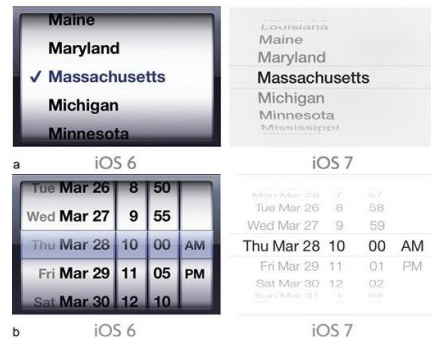 Maine
Maryland
✓ Massachusetts
Michigan
Minnesota
Louisiana
Maine
Maryland
Massachusetts
Michigan
Minnesota
Mississippi
a iOS 6 iOS 7
Tue Mar 26 8 50
Wed Mar 27 9 55
Thu Mar 28 10 00 AM
Fri Mar 29 11 05 PM
Sat Mar 30 12 10
Mon Mar 25 7 57
Tue Mar 26 8 58
Wed Mar 27 9 59
Thu Mar 28 10 00 AM
Fri Mar 29 11 01 PM
Sat Mar 30 12 02
Sun Mar 31 1 03
b iOS 6 iOS 7